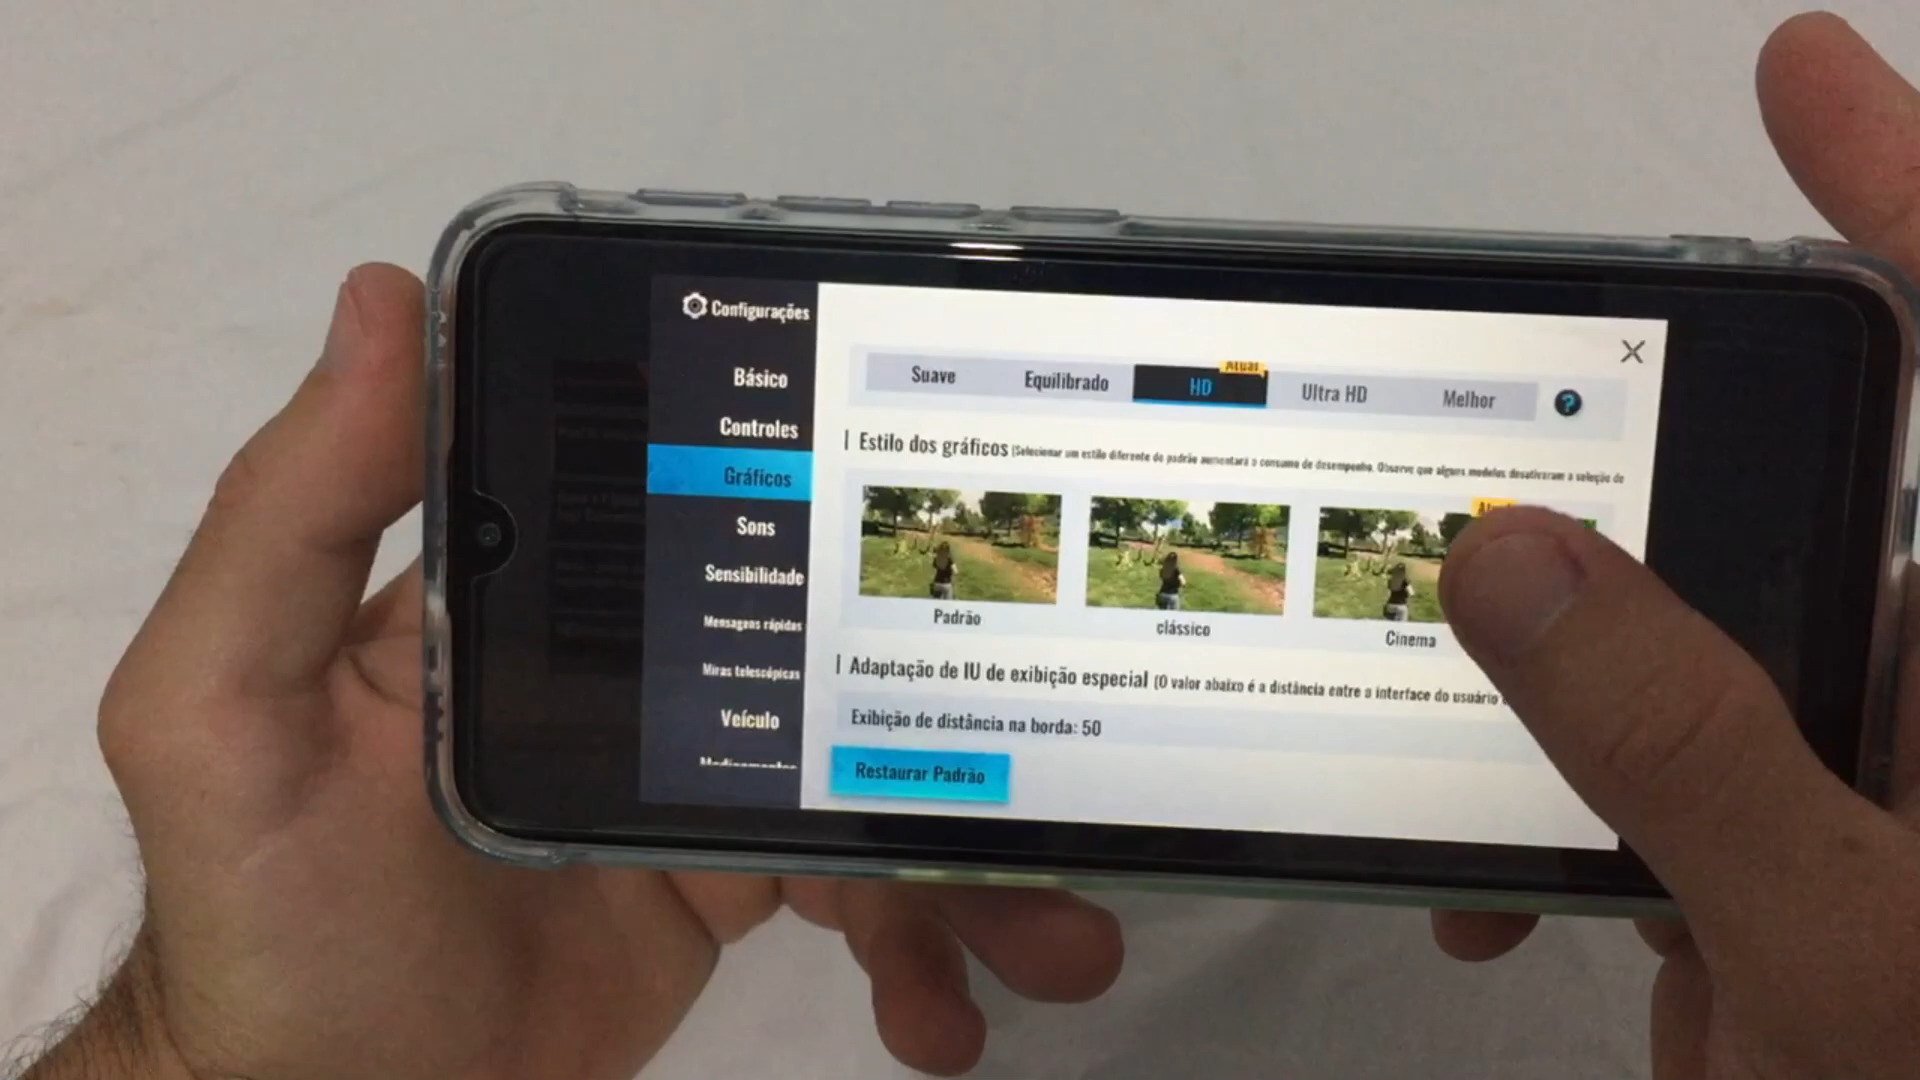 Configurações
Básico
Controles
Gráficos
Sons
Sensibilidade
Mensagens rápidas
Miras telescópicas
Veículo
Medicamentos
Suave
Equilibrado
Atual
HD
Ultra HD
Melhor
?
Estilo dos gráficos (Selecionar um estilo diferente do padrão aumentará o consumo de desempenho. Observe que alguns modelos desativaram a seleção de
Padrão
clássico
Cinema
Adaptação de IU de exibição especial (O valor abaixo é a distância entre a interface do usuário
Exibição de distância na borda: 50
Restaurar Padrão